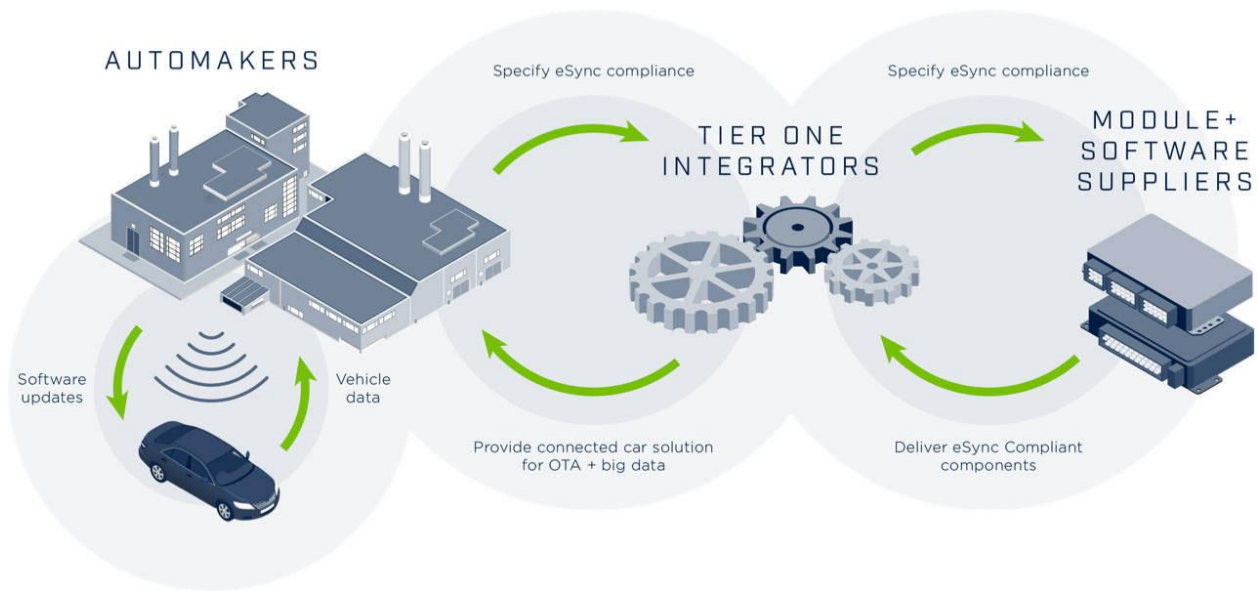 AUTOMAKERS
Specify eSync compliance
Specify eSync compliance
TIER ONE
INTEGRATORS
MODULE+
SOFTWARE
SUPPLIERS
Software
updates
Vehicle
data
Provide connected car solution
for OTA + big data
Deliver eSync Compliant
components